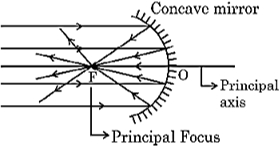 Concave mirror
F
O
Principal
axis
Principal Focus